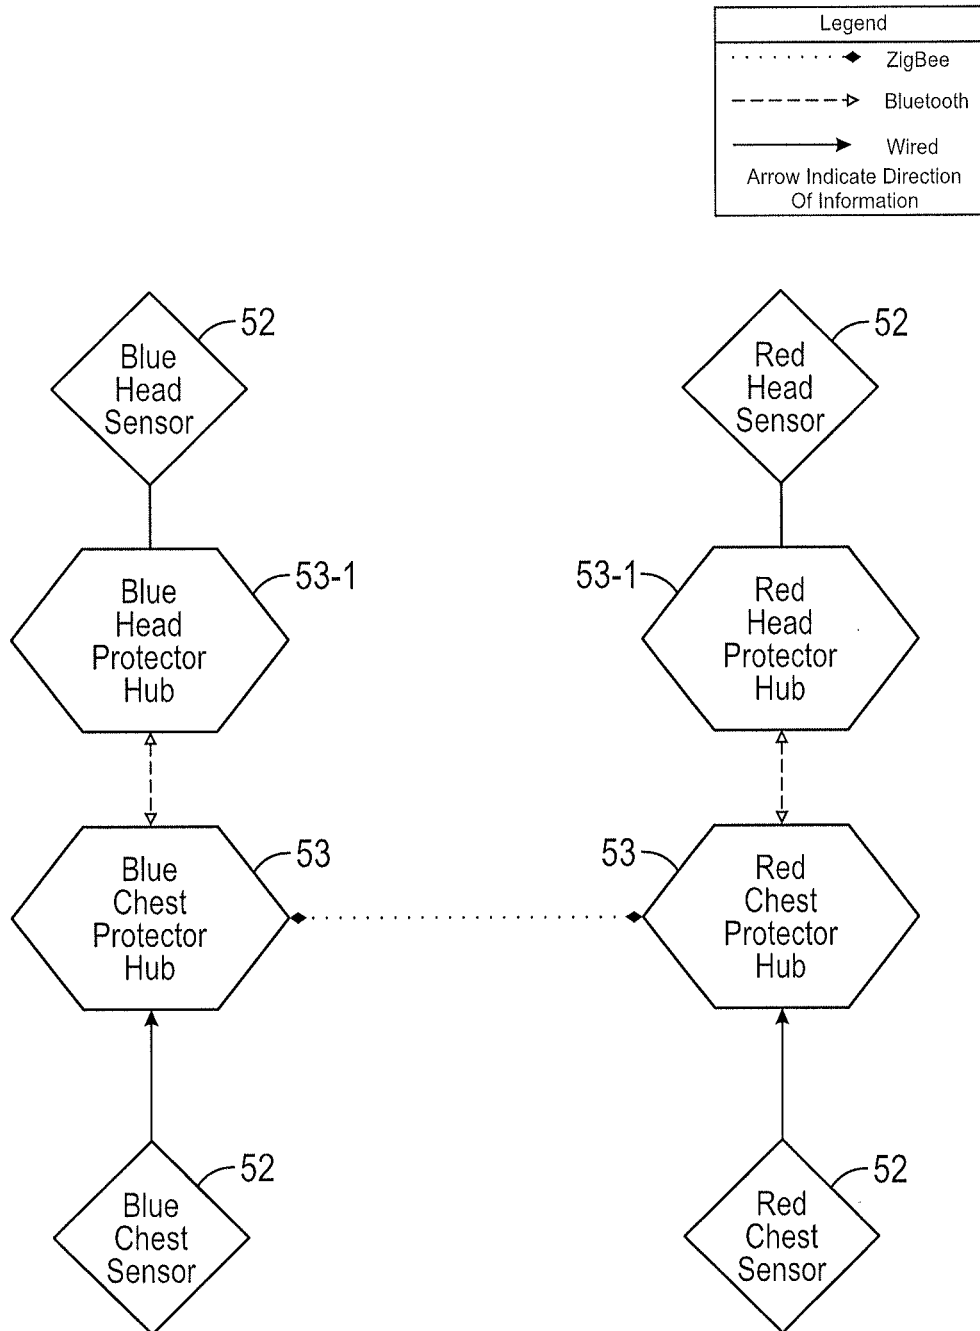 Legend
ZigBee
Bluetooth
Wired
Arrow Indicate Direction
Of Information
52
Blue
Head
Sensor
52
Red
Head
Sensor
53-1
Blue
Head
Protector
Hub
53-1
Red
Head
Protector
Hub
53
Blue
Chest
Protector
Hub
53
Red
Chest
Protector
Hub
52
Blue
Chest
Sensor
52
Red
Chest
Sensor